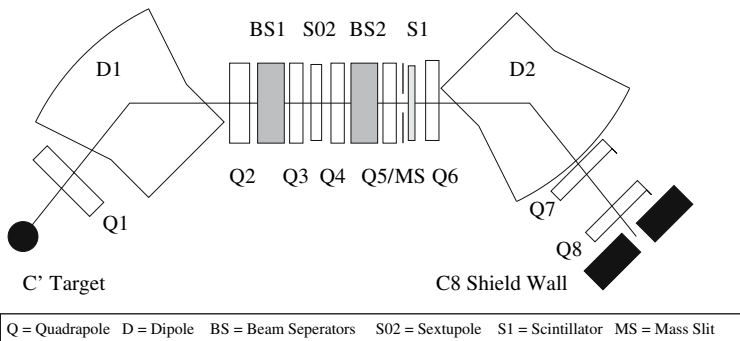 BS1 S02 BS2 S1
D1 D2
Q2 Q3 Q4 Q5/MS Q6
Q1 Q7
Q8
C' Target C8 Shield Wall
Q = Quadrapole D = Dipole BS = Beam Seperators S02 = Sextupole S1 = Scintillator MS = Mass Slit